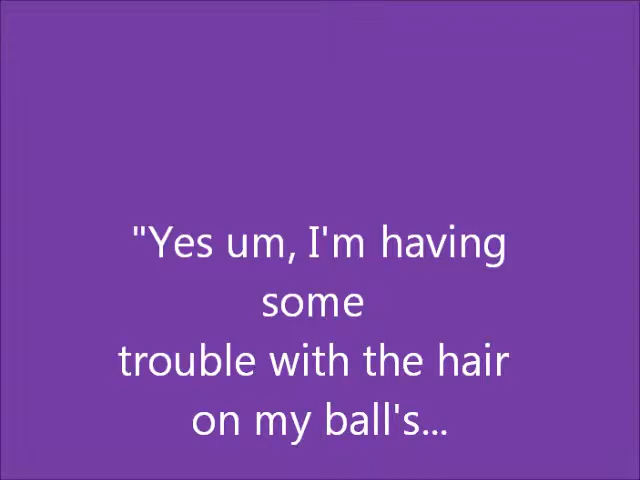 "Yes um, I'm having
some
trouble with the hair
on my ball's...